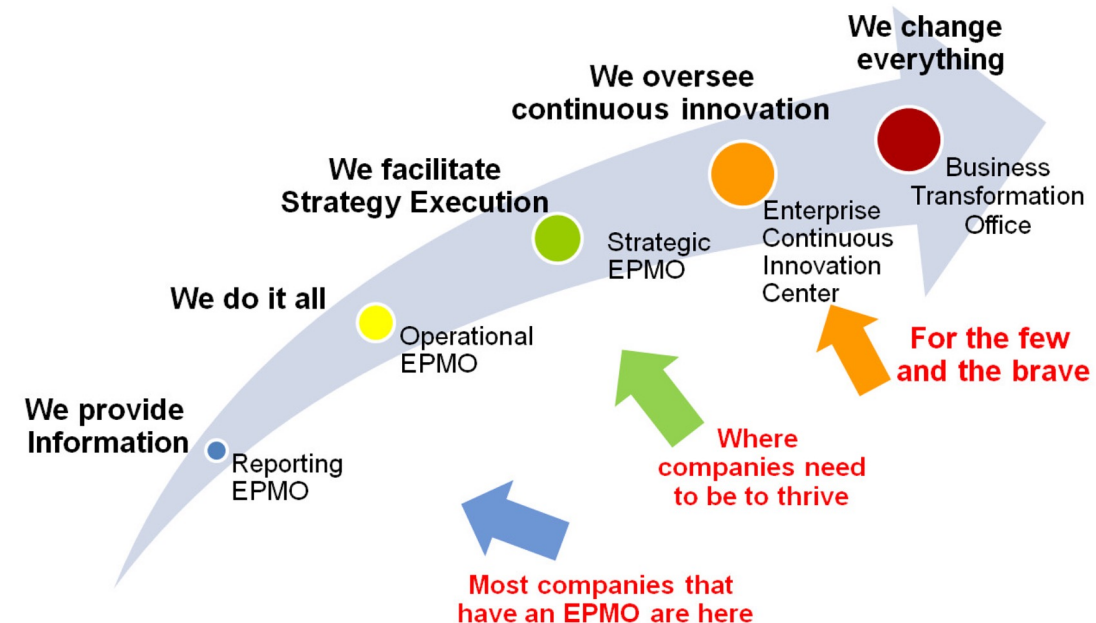 We change
everything
We oversee
continuous innovation
We facilitate
Strategy Execution
Business
Transformation
Office
Enterprise
Continuous
Innovation
Center
Strategic
EPMO
We do it all
Operational
EPMO
For the few
and the brave
We provide
Information
Reporting
EPMO
Where
companies need
to be to thrive
Most companies that
have an EPMO are here